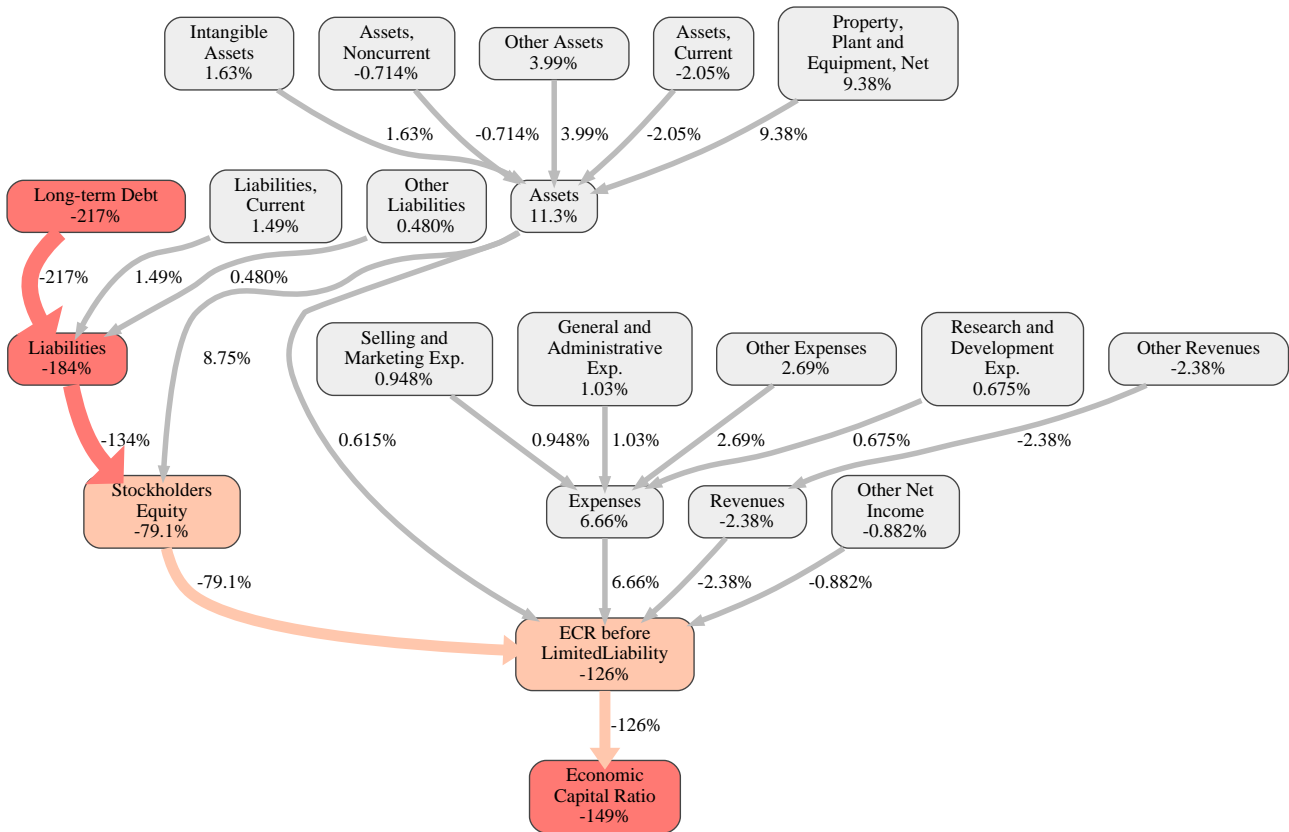 Intangible
Assets
1.63%
Assets,
Noncurrent
-0.714%
Other Assets
3.99%
Assets,
Current
-2.05%
Property,
Plant and
Equipment, Net
9.38%
1.63%
-0.714%
3.99%
-2.05%
9.38%
Long-term Debt
-217%
Liabilities,
Current
1.49%
Other
Liabilities
0.480%
Assets
11.3%
-217%
1.49%
0.480%
Liabilities
-184%
8.75%
Selling and
Marketing Exp.
0.948%
General and
Administrative
Exp.
1.03%
Other Expenses
2.69%
Research and
Development
Exp.
0.675%
Other Revenues
-2.38%
-134%
0.615%
0.948%
1.03%
2.69%
0.675%
-2.38%
Stockholders
Equity
-79.1%
Expenses
6.66%
Revenues
-2.38%
Other Net
Income
-0.882%
-79.1%
6.66%
-2.38%
-0.882%
ECR before
LimitedLiability
-126%
-126%
Economic
Capital Ratio
-149%